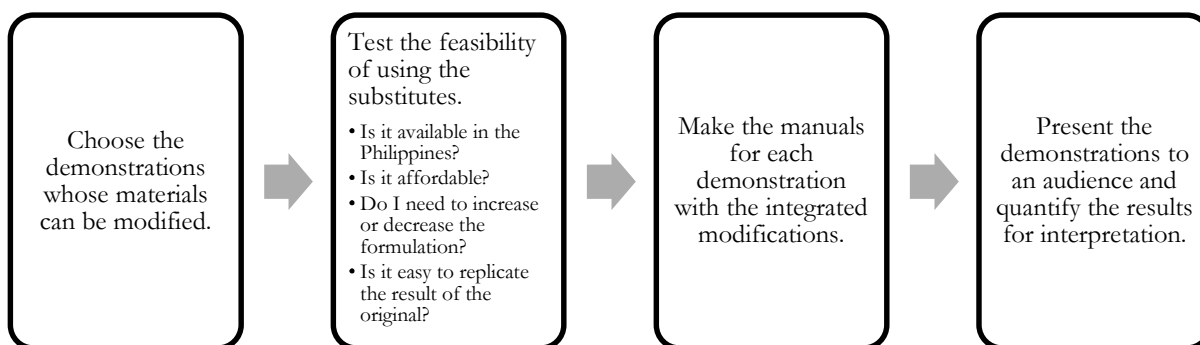 Choose the
demonstrations
whose materials
can be modified.
Test the feasibility
of using the
substitutes.
• Is it available in the
Philippines?
• Is it affordable?
• Do I need to increase
or decrease the
formulation?
• Is it easy to replicate
the result of the
original?
Make the manuals
for each
demonstration
with the integrated
modifications.
Present the
demonstrations to
an audience and
quantify the results
for interpretation.